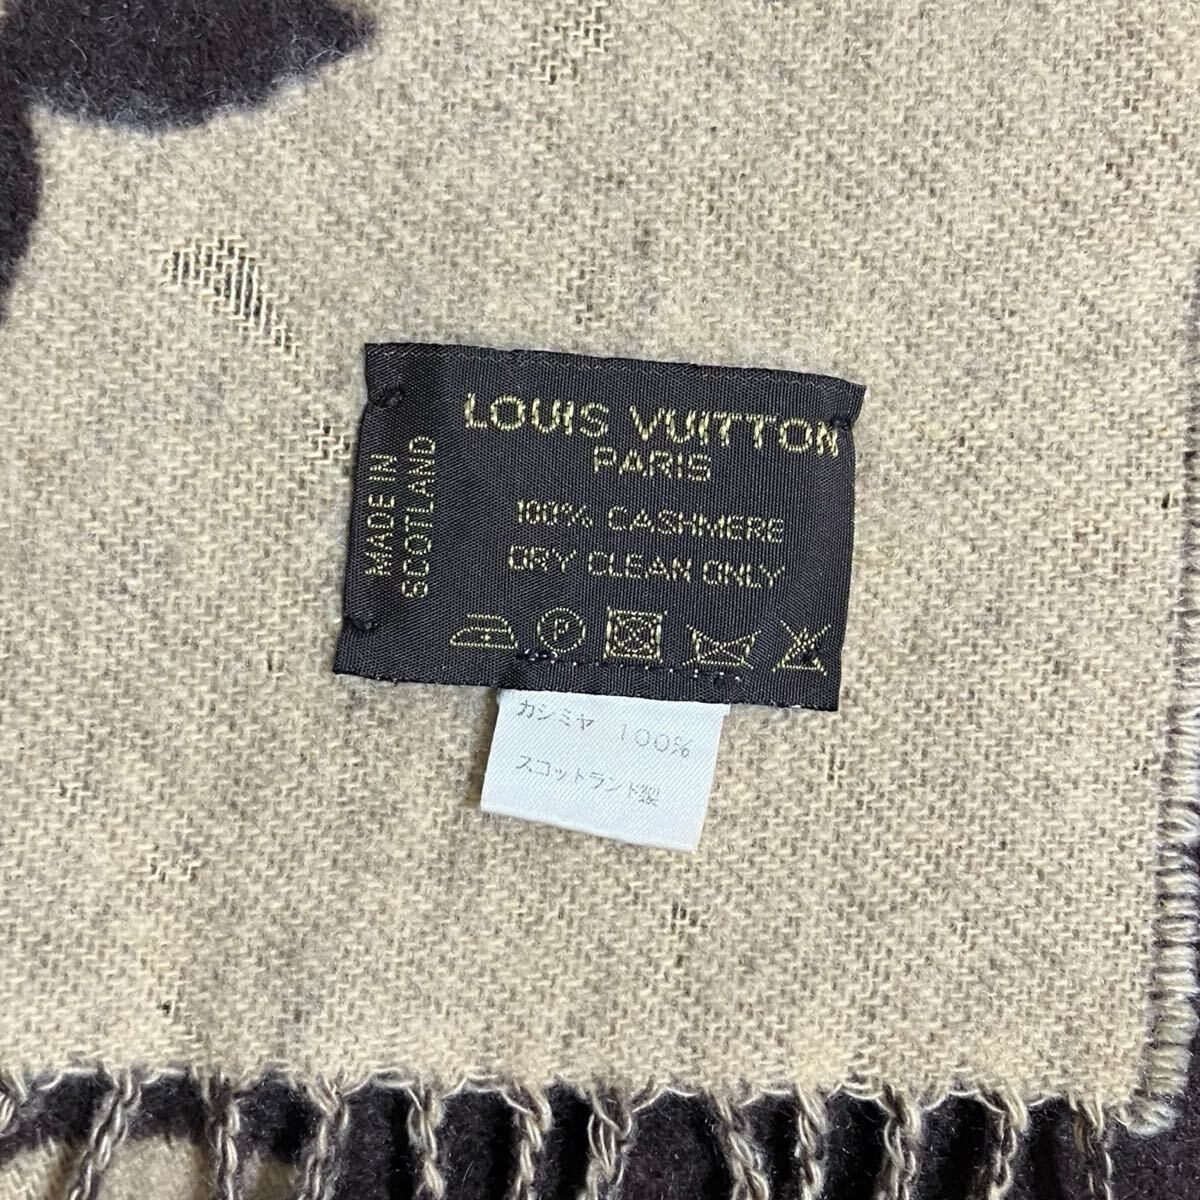 LOUIS VUITTON
PARIS
100% CASHMERE
DRY CLEAN ONLY
MADE IN
SCOTLAND
P
カシミヤ 100%
スコットランド製